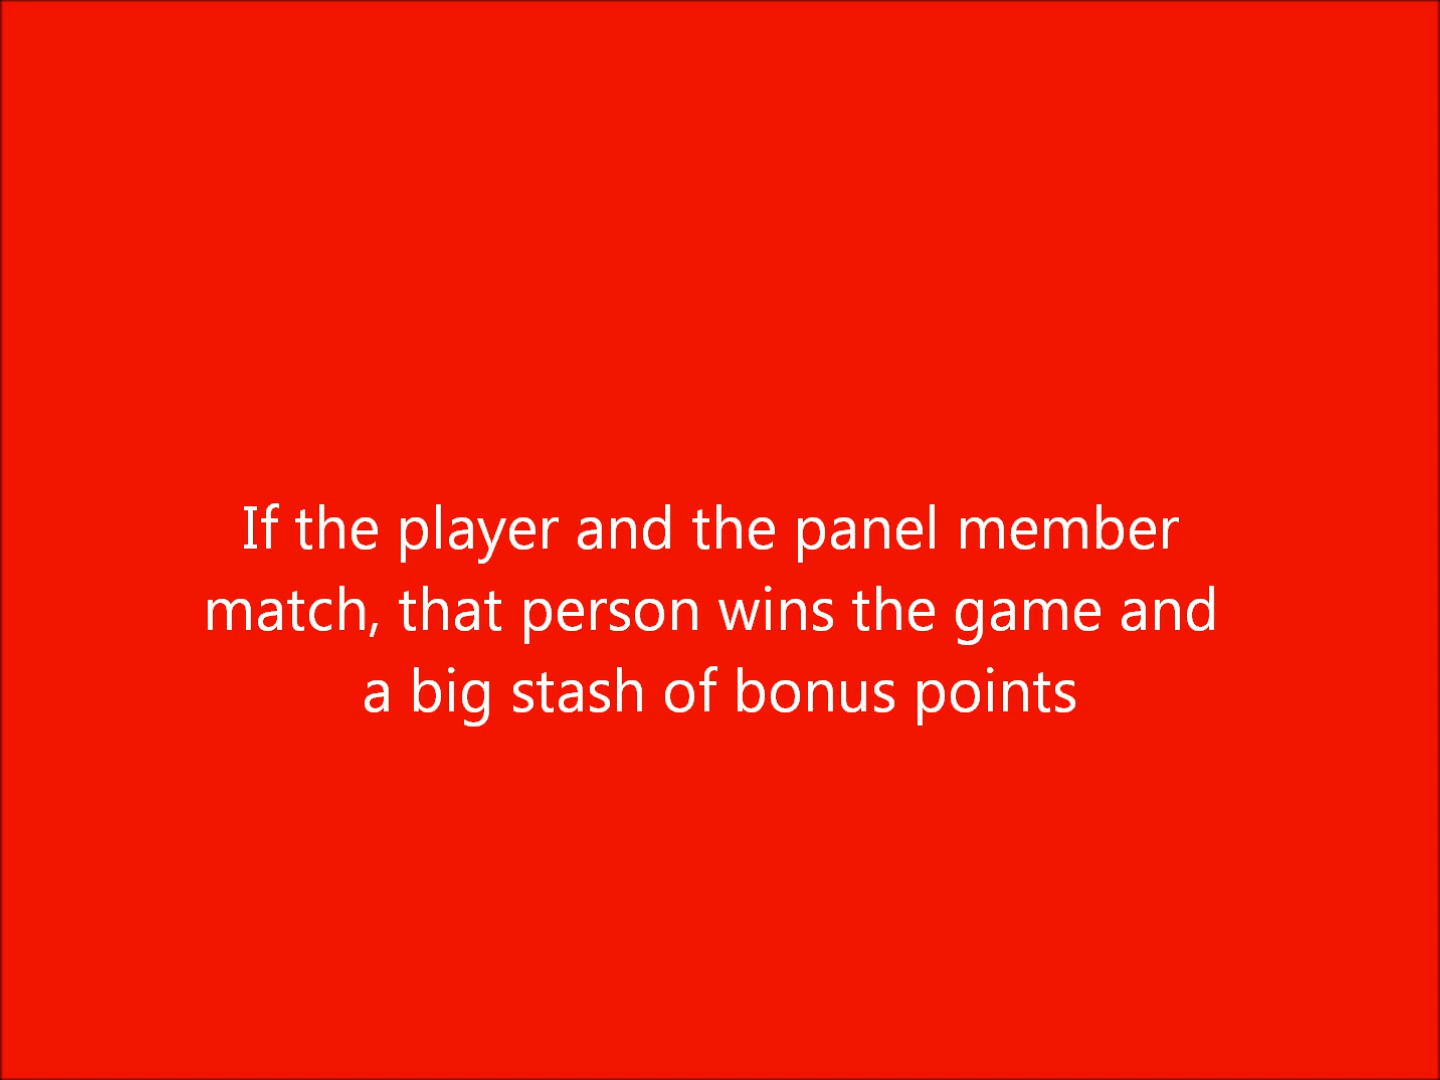 If the player and the panel member
match, that person wins the game and
a big stash of bonus points